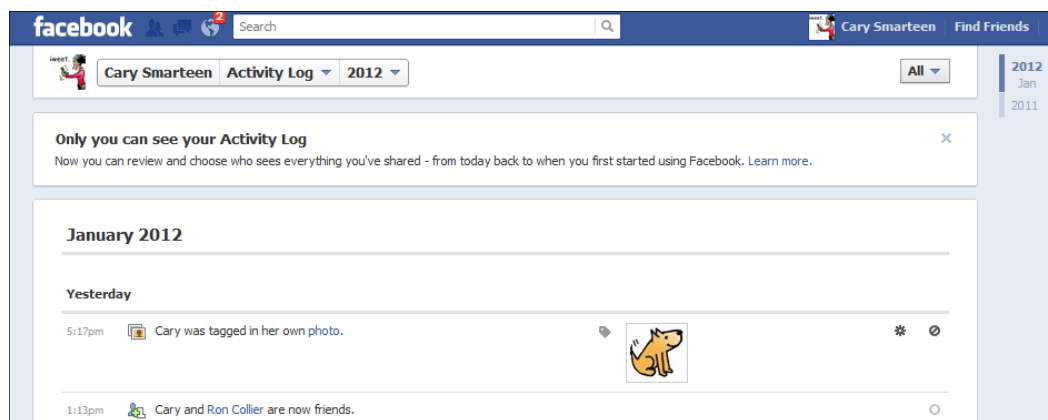 facebook 2 Search Cary Smarteen Find Friends
Cary Smarteen Activity Log 2012 All
2012
Jan
2011
Only you can see your Activity Log
Now you can review and choose who sees everything you've shared - from today back to when you first started using Facebook. Learn more.
January 2012
Yesterday
5:17pm Cary was tagged in her own photo.
1:13pm Cary and Ron Collier are now friends.